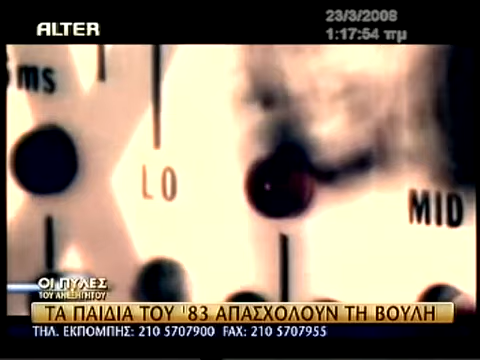 ALTER
23/3/2008
1:17:54 πμ
5ms
LO
MID
ΟΙ ΠΥΛΕΣ
ΤΟΥ ΑΝΕΞΗΓΗΤΟΥ
ΤΑ ΠΑΙΔΙΑ ΤΟΥ '83 ΑΠΑΣΧΟΛΟΥΝ ΤΗ ΒΟΥΛΗ
ΤΗΛ. ΕΚΠΟΜΠΗΣ: 210 5707900 FAX: 210 5707955